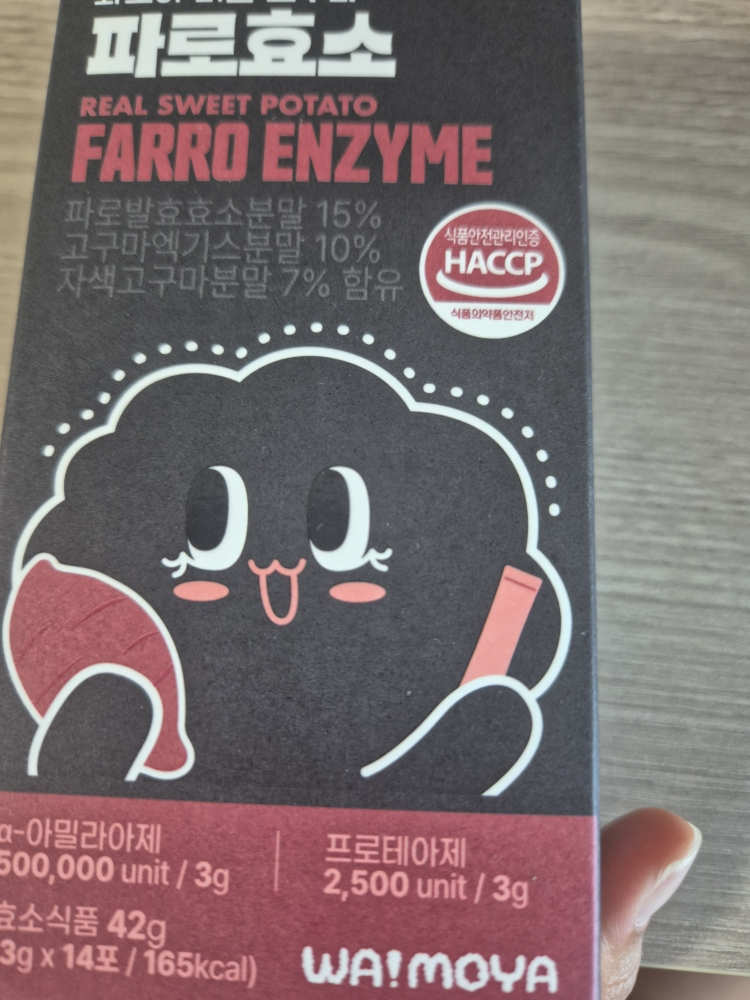 파로효소
REAL SWEET POTATO
FARRO ENZYME
파로발효효소분말 15%
고구마엑기스분말 10%
자색고구마분말 7% 함유
식품안전관리인증
HACCP
식품의약품안전처
α-아밀라아제
500,000 unit / 3g
프로테아제
2,500 unit / 3g
효소식품 42g
3g x 14포 / 165kcal)
WA!MOYA